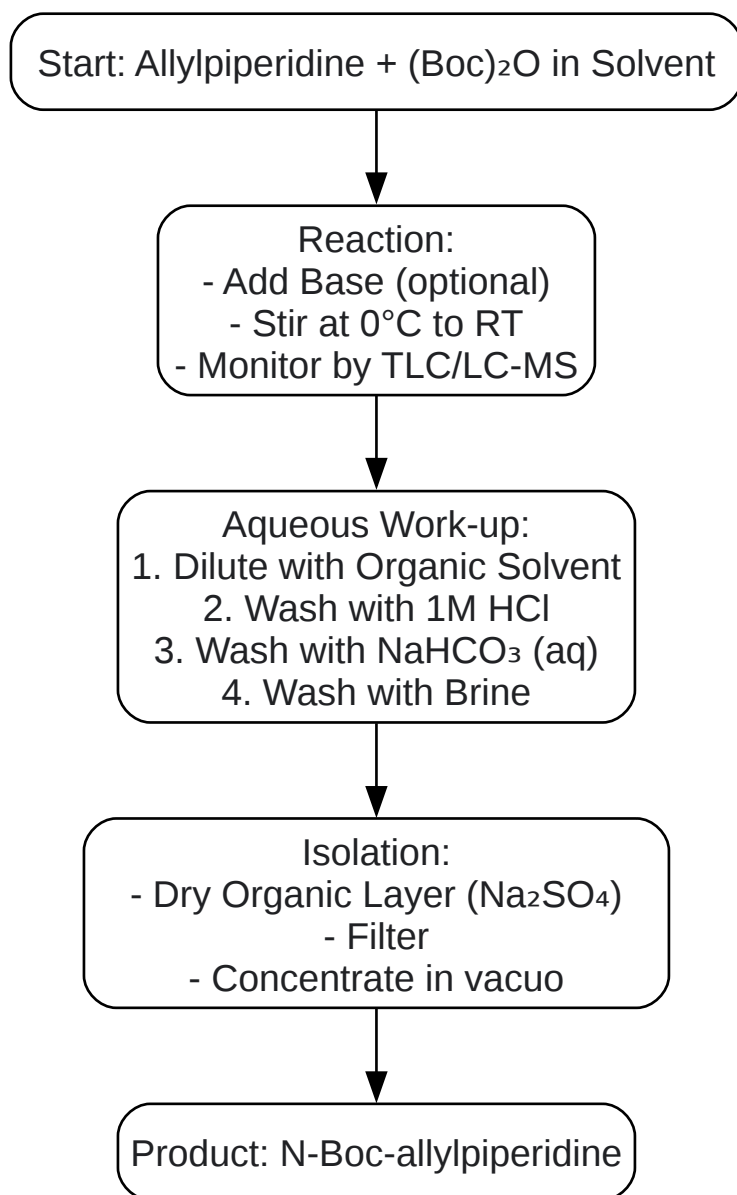 Start: Allylpiperidine + (Boc)₂O in Solvent
Reaction:
- Add Base (optional)
- Stir at 0°C to RT
- Monitor by TLC/LC-MS
Aqueous Work-up:
1. Dilute with Organic Solvent
2. Wash with 1M HCl
3. Wash with NaHCO₃ (aq)
4. Wash with Brine
Isolation:
- Dry Organic Layer (Na₂SO₄)
- Filter
- Concentrate in vacuo
Product: N-Boc-allylpiperidine